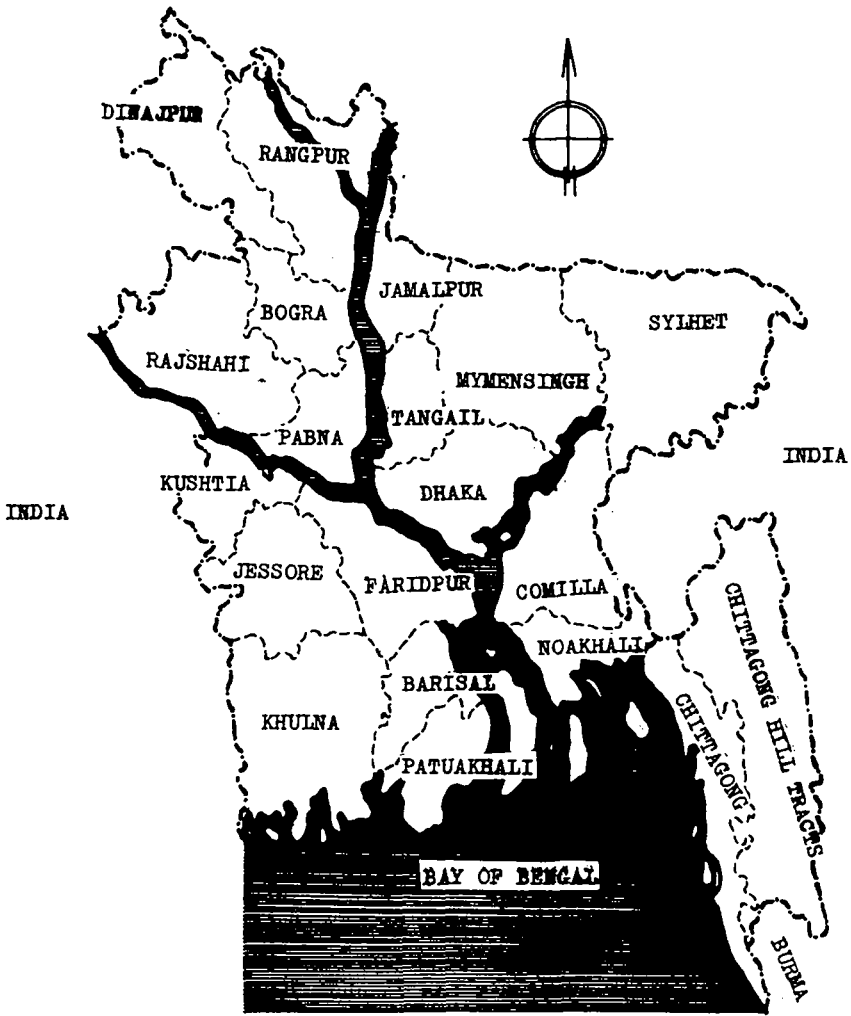 DINAJPUR
RANGPUR
JAMALPUR
BOGRA
SYLHET
RAJSHAHI
MYMENSINGH
TANGAIL
PABNA
INDIA
KUSHTIA
DHAKA
INDIA
JESSORE
FARIDPUR
COMILLA
NOAKHALI
BARISAL
KHULNA
PATUAKHALI
CHITTAGONG
CHITTAGONG HILL TRACTS
BAY OF BENGAL
BURMA